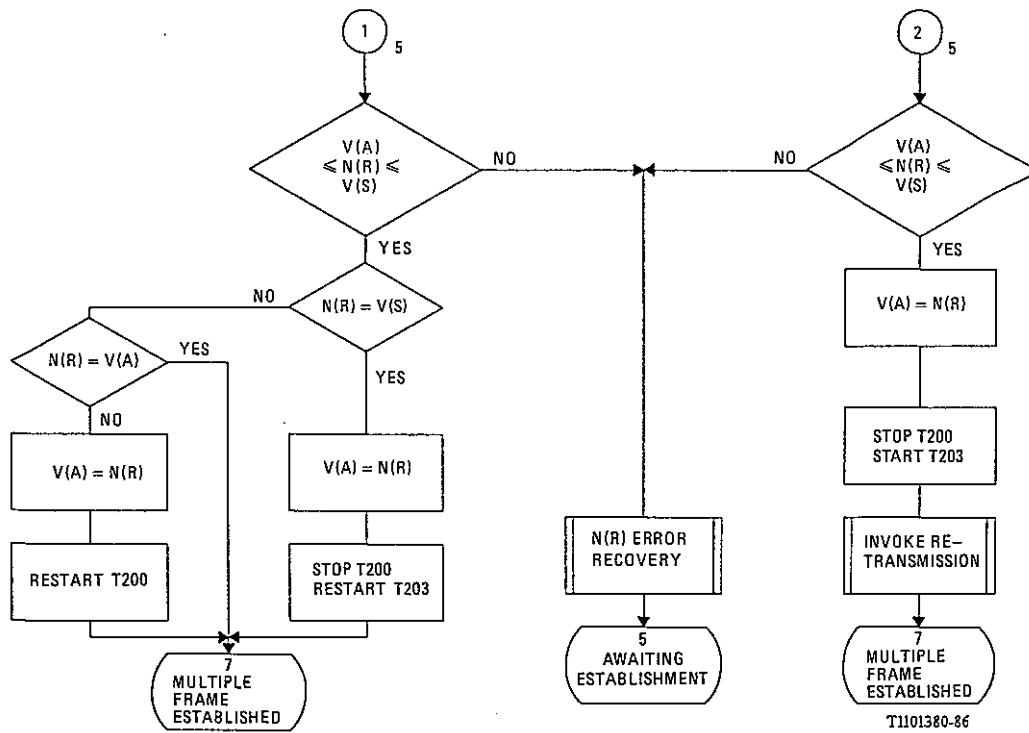 1
5
2
5
V(A)
≤ N(R) ≤
V(S)
NO
NO
V(A)
≤ N(R) ≤
V(S)
YES
YES
NO
N(R) = V(S)
V(A) = N(R)
N(R) = V(A)
YES
YES
NO
V(A) = N(R)
V(A) = N(R)
STOP T200
START T203
RESTART T200
STOP T200
RESTART T203
N(R) ERROR
RECOVERY
INVOKE RE-
TRANSMISSION
7
MULTIPLE
FRAME
ESTABLISHED
5
AWAITING
ESTABLISHMENT
7
MULTIPLE
FRAME
ESTABLISHED
T1101380-86